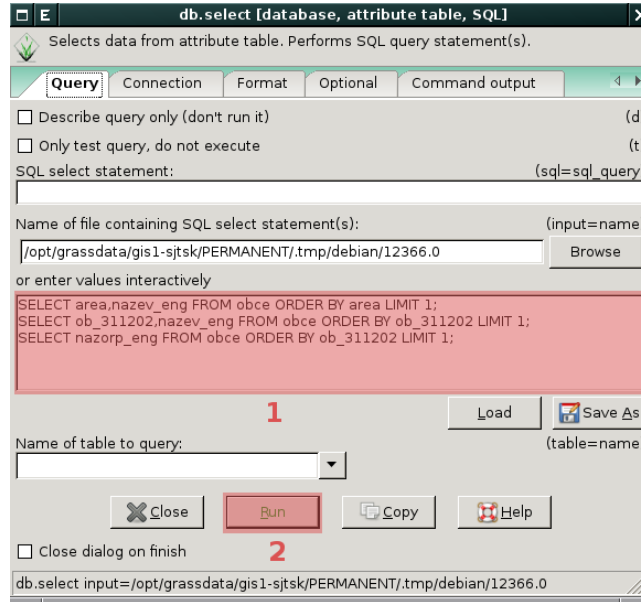 E db.select [database, attribute table, SQL]
Selects data from attribute table. Performs SQL query statement(s).
Query Connection Format Optional Command output
Describe query only (don't run it) (d
Only test query, do not execute (t
SQL select statement: (sql=sql_query
Name of file containing SQL select statement(s): (input=name
/opt/grassdata/gis1-sjtsk/PERMANENT/.tmp/debian/12366.0 Browse
or enter values interactively
SELECT area,nazev_eng FROM obce ORDER BY area LIMIT 1;
SELECT ob_311202,nazev_eng FROM obce ORDER BY ob_311202 LIMIT 1;
SELECT nazorp_eng FROM obce ORDER BY ob_311202 LIMIT 1;
1
Load Save As
Name of table to query: (table=name
Close Run Copy Help
Close dialog on finish 2
db.select input=/opt/grassdata/gis1-sjtsk/PERMANENT/.tmp/debian/12366.0